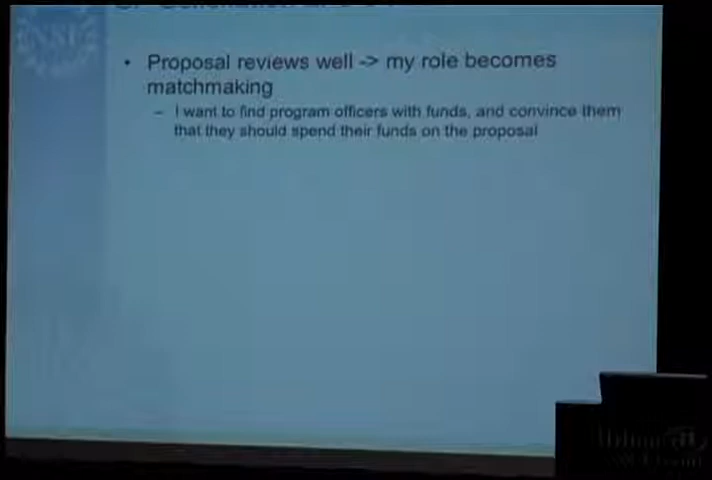 NSF
• Proposal reviews well -> my role becomes
matchmaking
– I want to find program officers with funds, and convince them
that they should spend their funds on the proposal